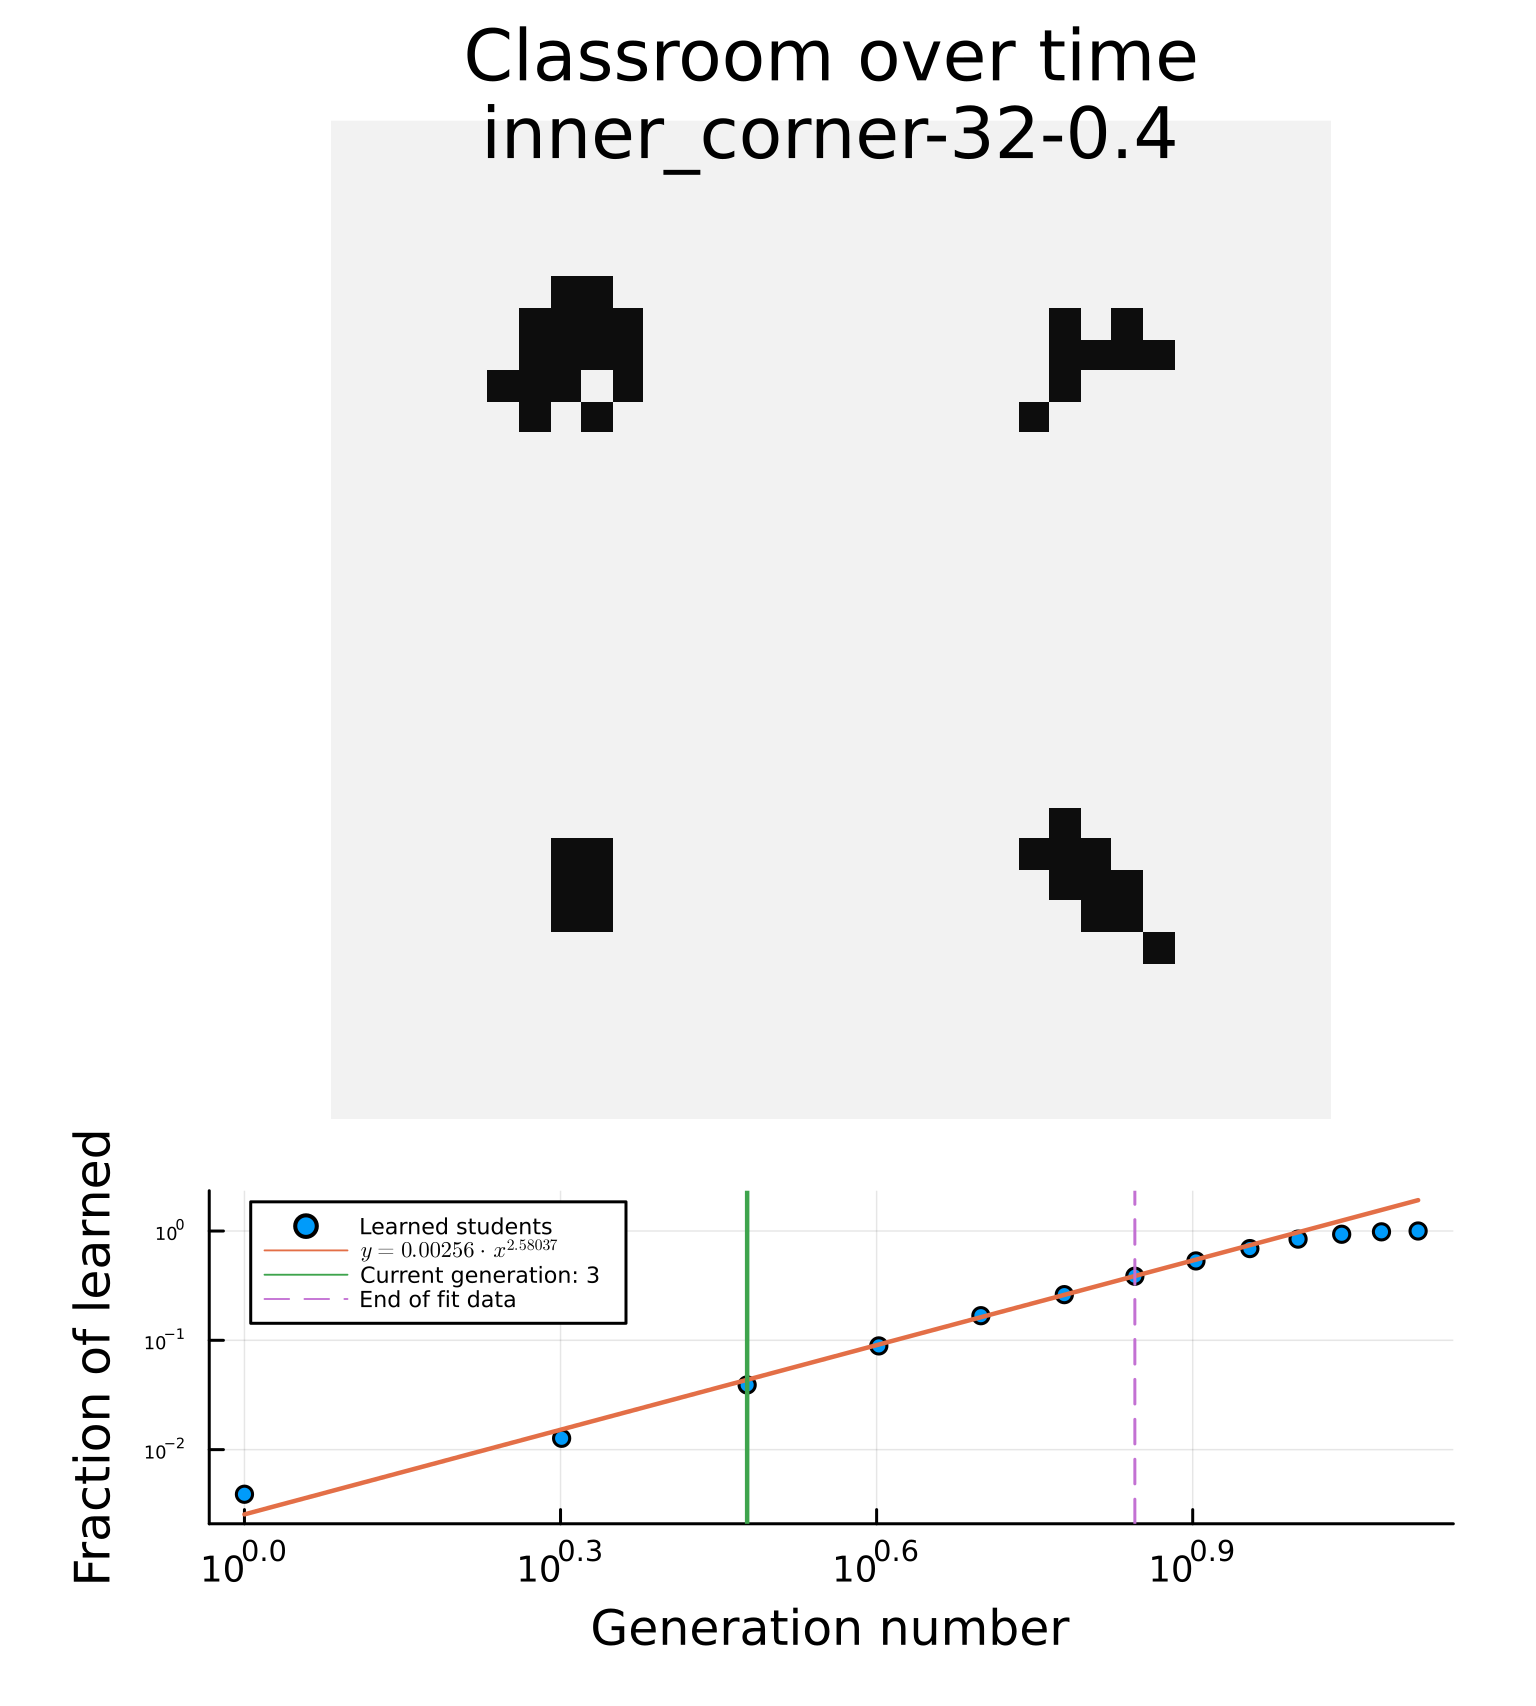 Classroom over time
inner_corner-32-0.4
Fraction of learned
10^0
10^−1
10^−2
Learned students
y = 0.00256 · x^2.58037
Current generation: 3
End of fit data
10^0.0 10^0.3 10^0.6 10^0.9
Generation number